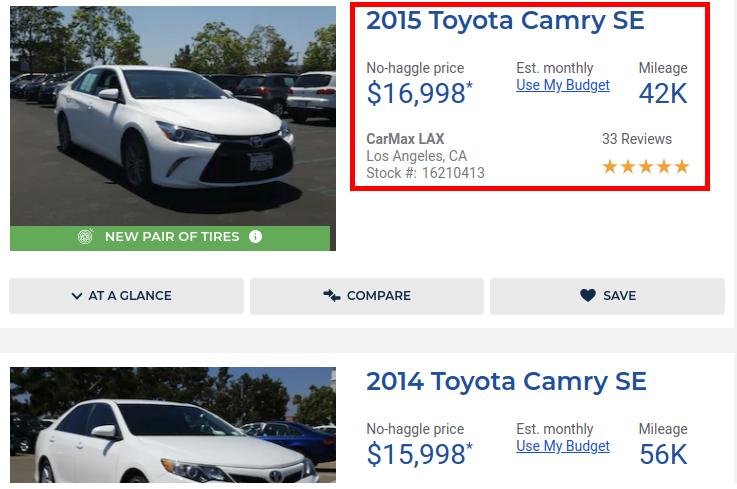 2015 Toyota Camry SE
No-haggle price Est. monthly Mileage
$16,998* Use My Budget 42K
CarMax LAX 33 Reviews
Los Angeles, CA
Stock #: 16210413
NEW PAIR OF TIRES
AT A GLANCE COMPARE SAVE
2014 Toyota Camry SE
No-haggle price Est. monthly Mileage
$15,998* Use My Budget 56K